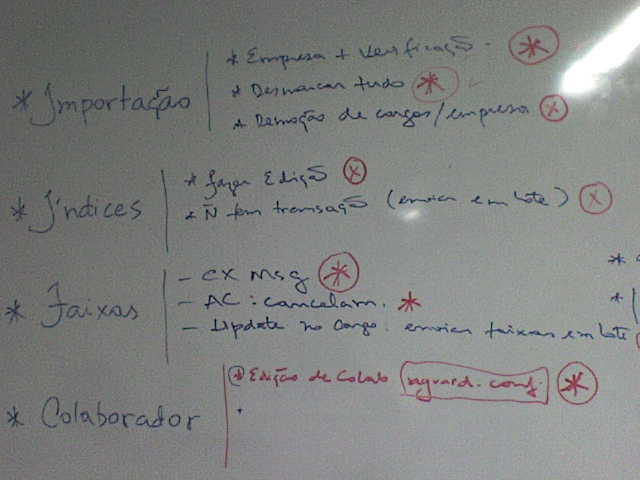 * Importação
* Empresa + Verificação. *
* Desmarcar tudo *
* Remoção de cargos/empresa x
* Índices
* fazer Edição x
* Ñ tem transação (enviar em lote) x
* Faixas
- CX Msg *
- AC: cancelam. *
- Update no cargo: enviar faixas em lote
* Colaborador
* Edição de Colab aguard. conf. *